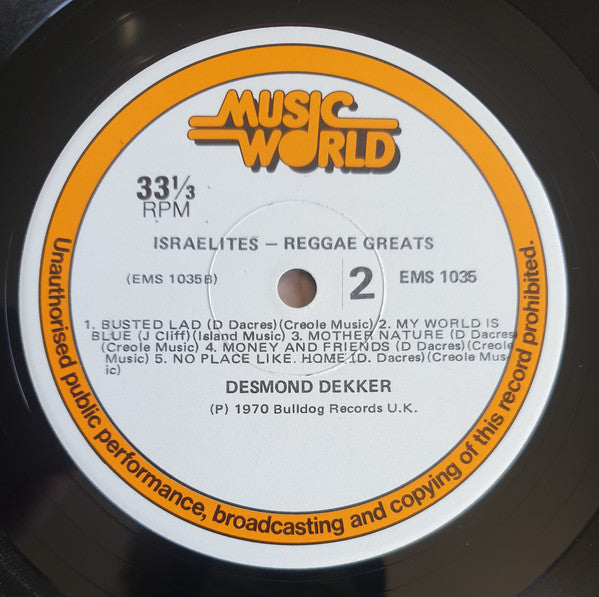 MUSIC
WORLD
33⅓
RPM
ISRAELITES – REGGAE GREATS
(EMS 1035B)
2
EMS 1035
1. BUSTED LAD (D Dacres)(Creole Music) 2. MY WORLD IS
BLUE (J Cliff)(Island Music) 3. MOTHER NATURE (D Dacres)
(Creole Music) 4. MONEY AND FRIENDS (D Dacres)(Creole
Music) 5. NO PLACE LIKE. HOME (D. Dacres)(Creole Mus-
ic)
DESMOND DEKKER
(P) 1970 Bulldog Records U.K.
Unauthorised public performance, broadcasting and copying of this record prohibited.